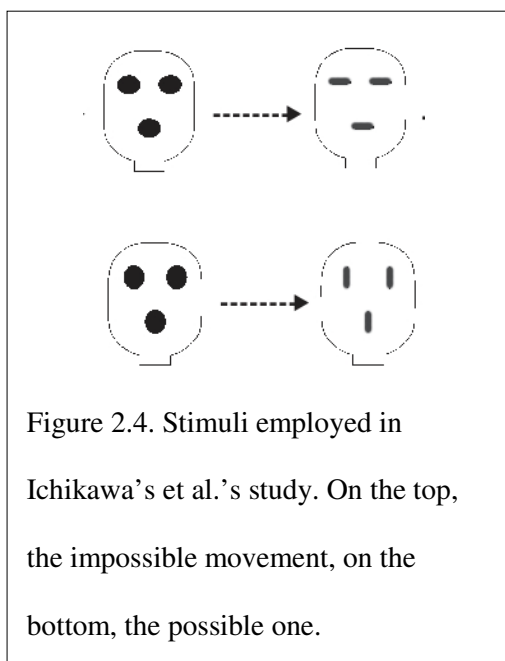 Figure 2.4. Stimuli employed in
Ichikawa’s et al.’s study. On the top,
the impossible movement, on the
bottom, the possible one.